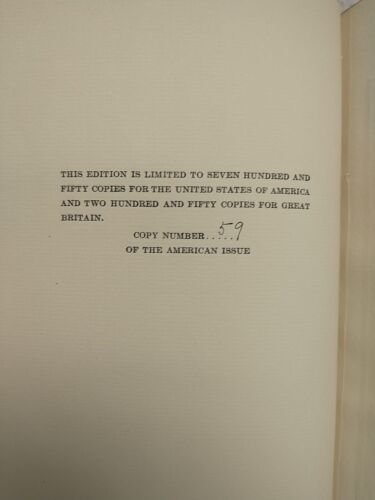 THIS EDITION IS LIMITED TO SEVEN HUNDRED AND
FIFTY COPIES FOR THE UNITED STATES OF AMERICA
AND TWO HUNDRED AND FIFTY COPIES FOR GREAT
BRITAIN.
COPY NUMBER..59
OF THE AMERICAN ISSUE